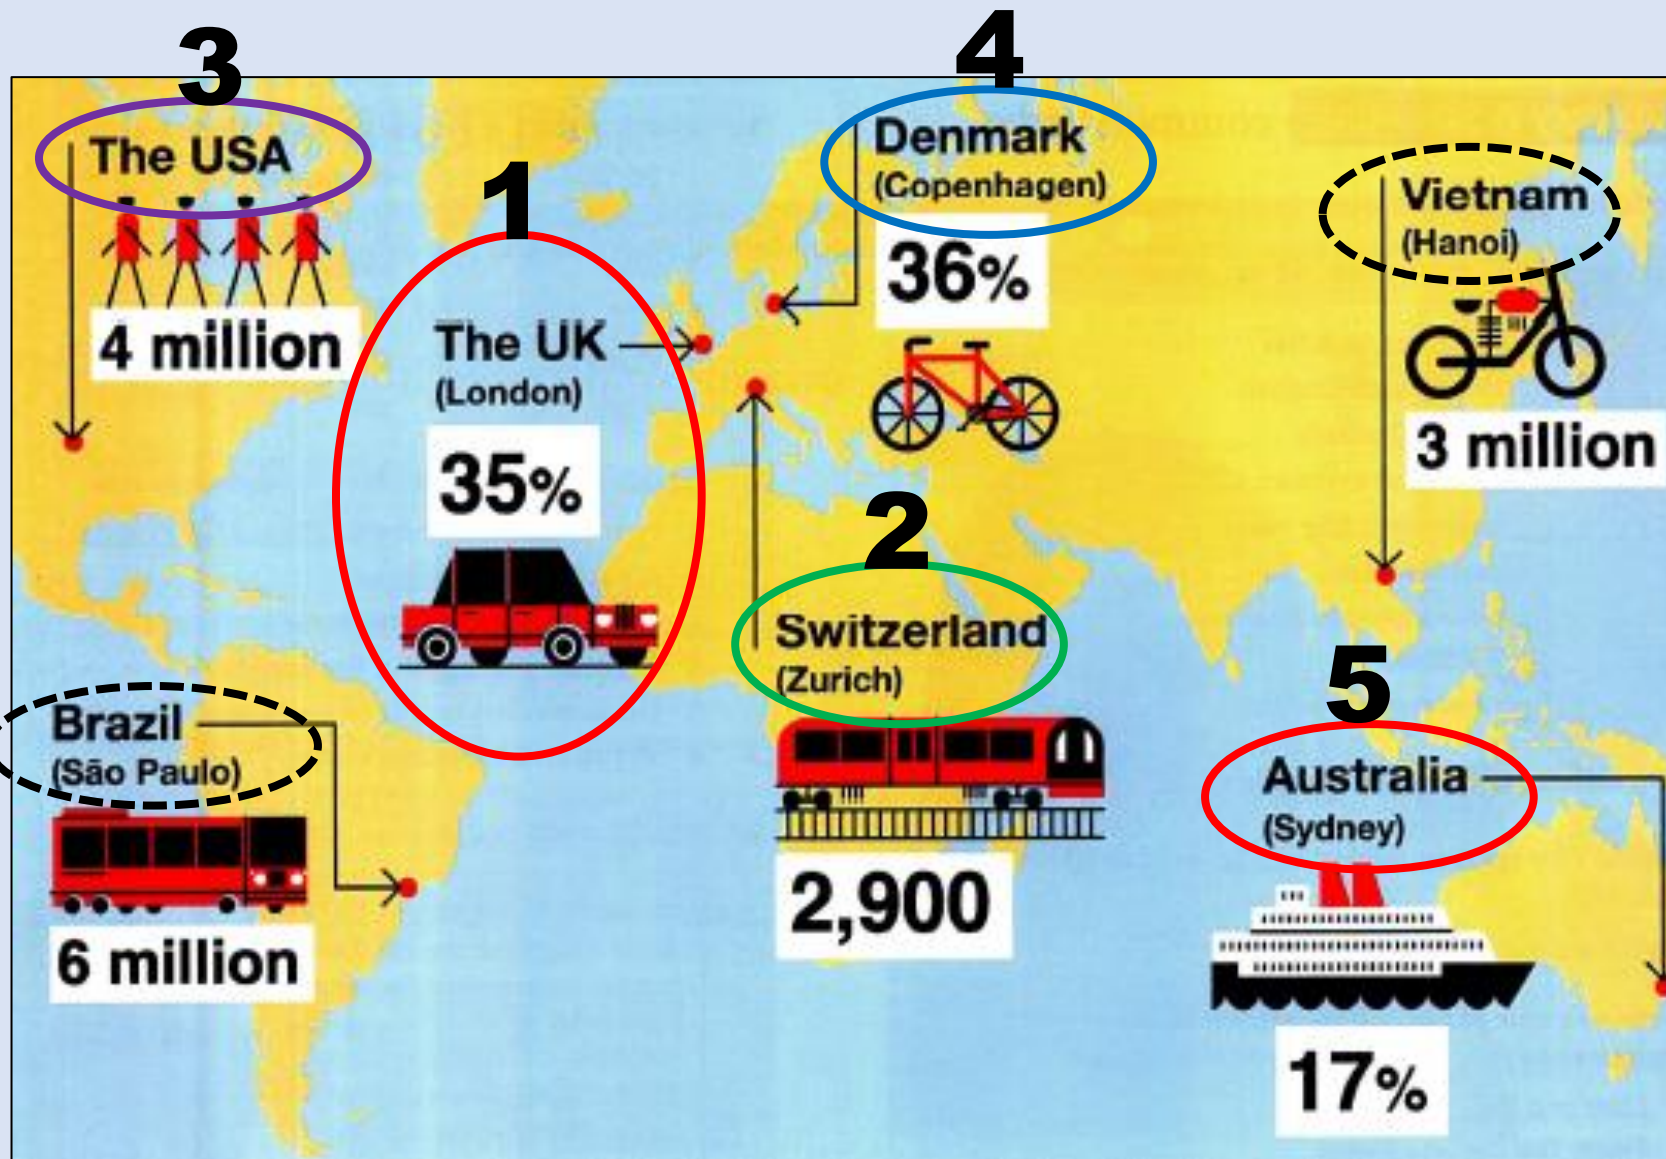 3
The USA
4 million
1
The UK
(London)
35%
4
Denmark
(Copenhagen)
36%
Vietnam
(Hanoi)
3 million
2
Switzerland
(Zurich)
2,900
Brazil
(São Paulo)
6 million
5
Australia
(Sydney)
17%